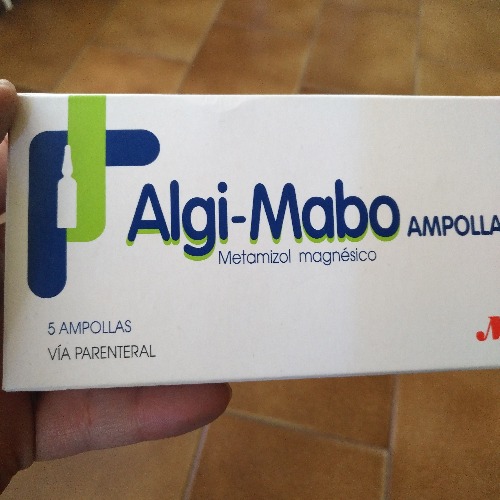 Algi-Mabo AMPOLLA
Metamizol magnésico
5 AMPOLLAS
VÍA PARENTERAL